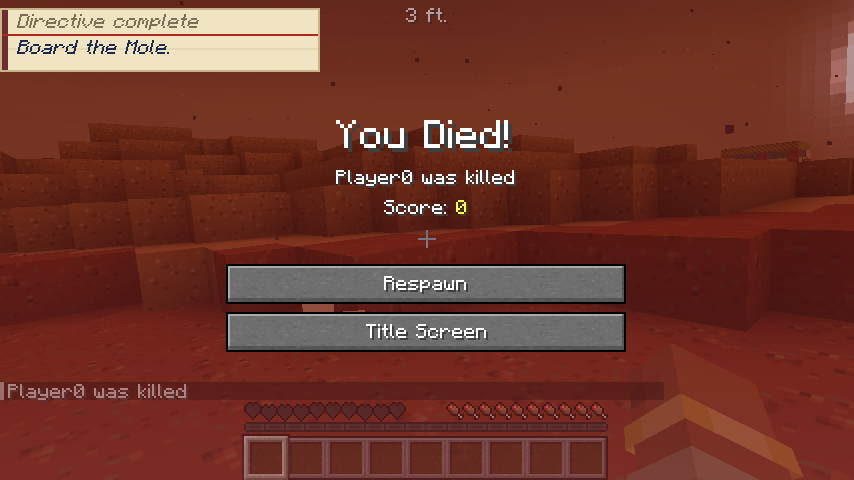 Directive complete
Board the Mole.
3 ft.
You Died!
Player0 was killed
Score: 0
Respawn
Title Screen
Player0 was killed